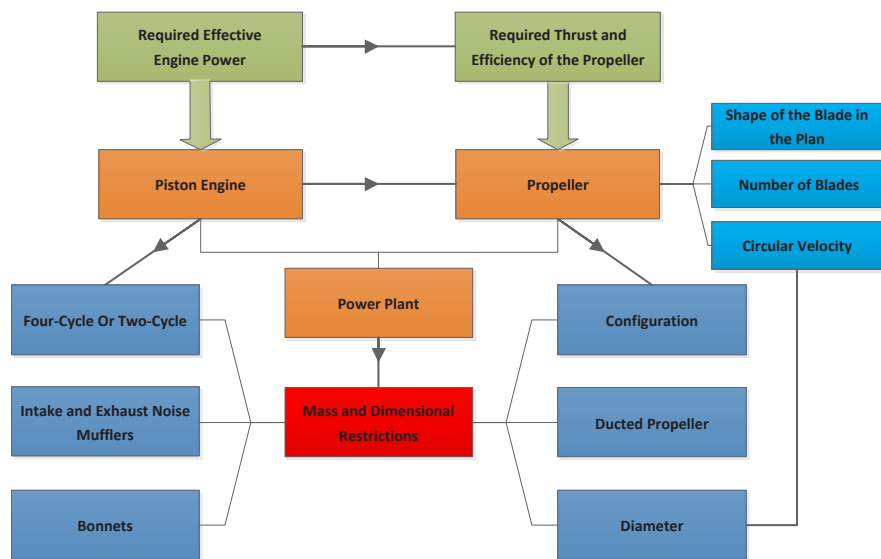 Required Effective
Engine Power
Required Thrust and
Efficiency of the Propeller
Shape of the Blade in
the Plan
Piston Engine
Propeller
Number of Blades
Circular Velocity
Four-Cycle Or Two-Cycle
Power Plant
Configuration
Intake and Exhaust Noise
Mufflers
Mass and Dimensional
Restrictions
Ducted Propeller
Bonnets
Diameter